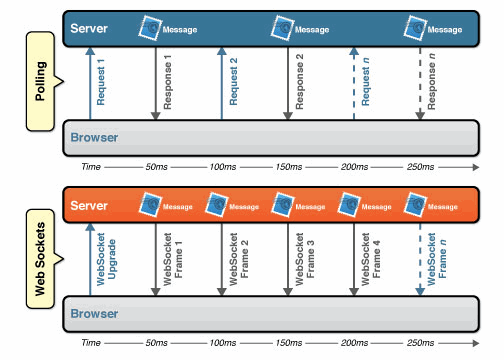 Server
Message
Message
Message
Polling
Request 1
Response 1
Request 2
Response 2
Request n
Response n
Browser
Time 50ms 100ms 150ms 200ms 250ms
Server
Message
Message
Message
Message
Message
Web Sockets
WebSocket
Upgrade
WebSocket
Frame 1
WebSocket
Frame 2
WebSocket
Frame 3
WebSocket
Frame 4
WebSocket
Frame n
Browser
Time 50ms 100ms 150ms 200ms 250ms